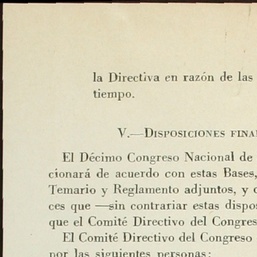 la Directiva en razón de las
tiempo.
V.—DISPOSICIONES FINA
El Décimo Congreso Nacional de
cionará de acuerdo con estas Bases,
Temario y Reglamento adjuntos, y
ces que —sin contrariar estas dispos
que el Comité Directivo del Congres
El Comité Directivo del Congreso
por las siguientes personas: